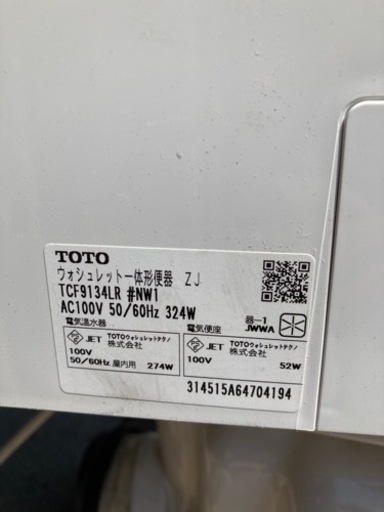 TOTO
ウォシュレット一体形便器 ZJ
TCF9134LR #NW1
AC100V 50/60Hz 324W
電気温水器
JET TOTOウォシュレットテクノ
株式会社
100V
50/60Hz 屋内用 274W
電気便座
JET TOTOウォシュレットテクノ
株式会社
100V 52W
器-1
JWWA
314515A64704194